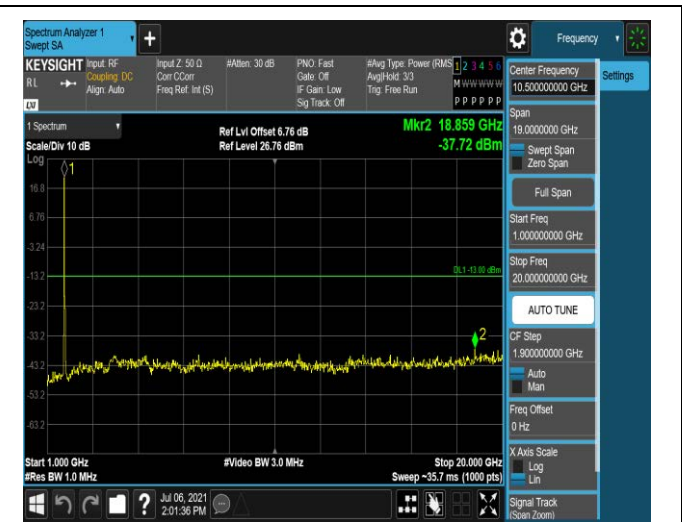 Spectrum Analyzer 1
Swept SA
+
Frequency
KEYSIGHT
RL
LXI
Input: RF
Coupling: DC
Align: Auto
Input Z: 50 Ω
Corr CCorr
Freq Ref: Int (S)
#Atten: 30 dB
PNO: Fast
Gate: Off
IF Gain: Low
Sig Track: Off
#Avg Type: Power (RMS
Avg|Hold: 3/3
Trig: Free Run
1 2 3 4 5 6
M W W W W W
P P P P P P
Center Frequency
10.500000000 GHz
Settings
Span
19.0000000 GHz
Swept Span
Zero Span
Full Span
Start Freq
1.000000000 GHz
Stop Freq
20.000000000 GHz
AUTO TUNE
CF Step
1.900000000 GHz
Auto
Man
Freq Offset
0 Hz
X Axis Scale
Log
Lin
Signal Track
(Span Zoom)
1 Spectrum
Scale/Div 10 dB
Ref Lvl Offset 6.76 dB
Ref Level 26.76 dBm
Mkr2 18.859 GHz
-37.72 dBm
Log
1
16.8
6.76
-3.24
-13.2
DL1 -13.00 dBm
-23.2
-33.2
2
-43.2
-53.2
-63.2
Start 1.000 GHz
#Res BW 1.0 MHz
#Video BW 3.0 MHz
Stop 20.000 GHz
Sweep ~35.7 ms (1000 pts)
?
Jul 06, 2021
2:01:36 PM